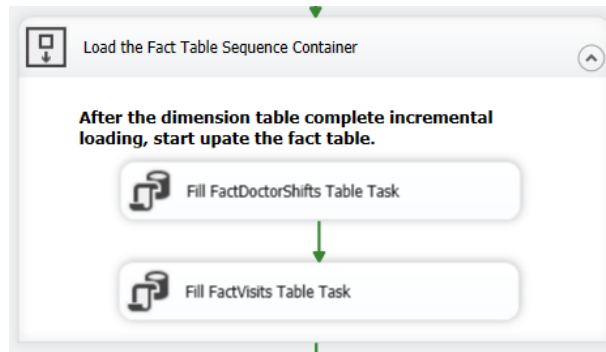 Load the Fact Table Sequence Container
After the dimension table complete incremental
loading, start upate the fact table.
Fill FactDoctorShifts Table Task
Fill FactVisits Table Task